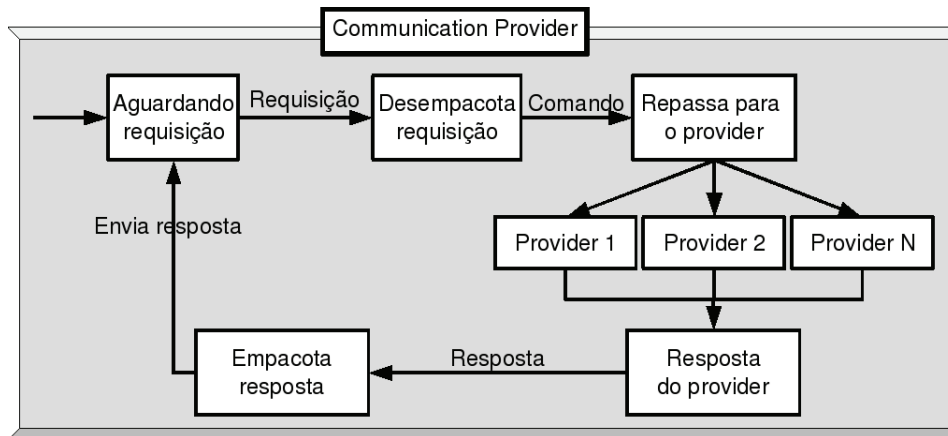 Communication Provider
Aguardando
requisição
Requisição
Desempacota
requisição
Comando
Repassa para
o provider
Envia resposta
Provider 1
Provider 2
Provider N
Empacota
resposta
Resposta
Resposta
do provider